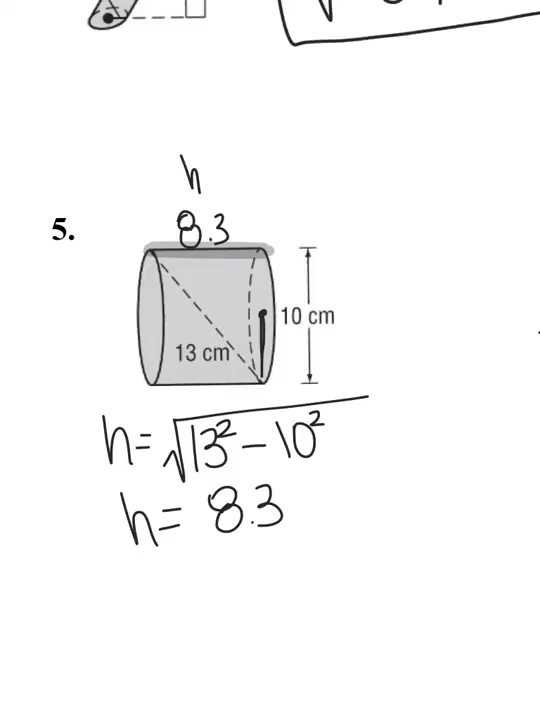 h
5.
8.3
10 cm
13 cm
h = √13² − 10²
h = 8.3